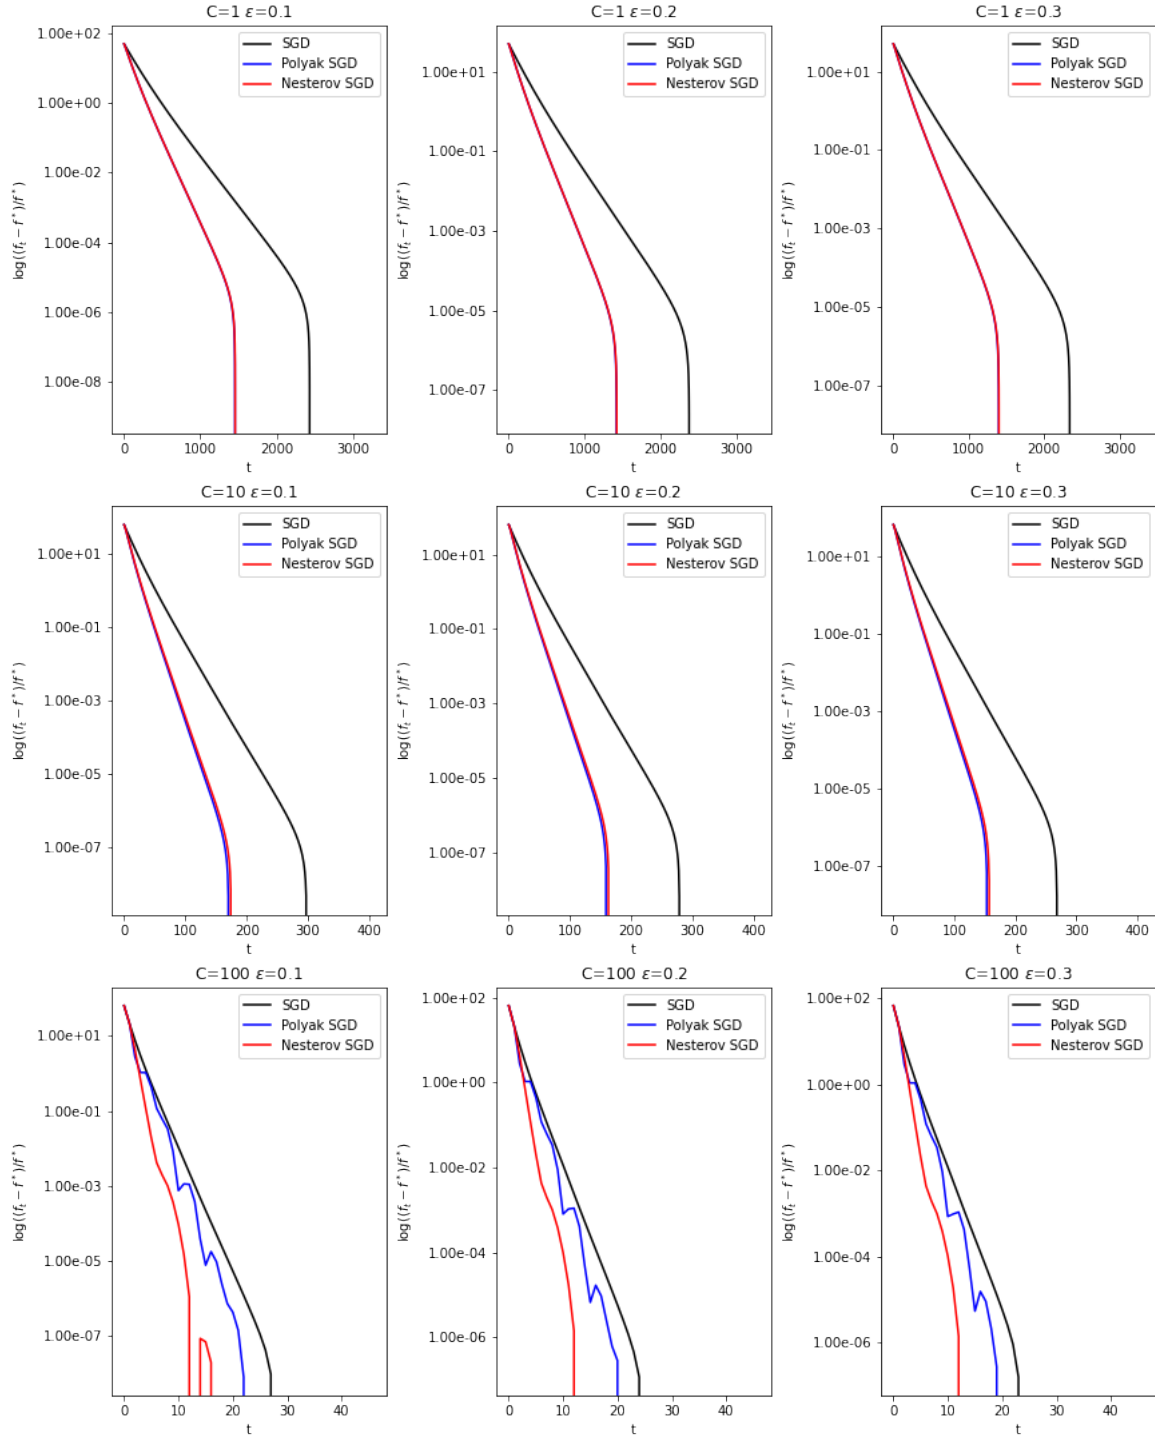 C=1 ε=0.1
1.00e+02
1.00e+00
1.00e-02
1.00e-04
1.00e-06
1.00e-08
log((f_t − f*)/f*)
SGD
Polyak SGD
Nesterov SGD
0 1000 2000 3000
t
C=1 ε=0.2
1.00e+01
1.00e-01
1.00e-03
1.00e-05
1.00e-07
log((f_t − f*)/f*)
SGD
Polyak SGD
Nesterov SGD
0 1000 2000 3000
t
C=1 ε=0.3
1.00e+01
1.00e-01
1.00e-03
1.00e-05
1.00e-07
log((f_t − f*)/f*)
SGD
Polyak SGD
Nesterov SGD
0 1000 2000 3000
t
C=10 ε=0.1
1.00e+01
1.00e-01
1.00e-03
1.00e-05
1.00e-07
log((f_t − f*)/f*)
SGD
Polyak SGD
Nesterov SGD
0 100 200 300 400
t
C=10 ε=0.2
1.00e+01
1.00e-01
1.00e-03
1.00e-05
1.00e-07
log((f_t − f*)/f*)
SGD
Polyak SGD
Nesterov SGD
0 100 200 300 400
t
C=10 ε=0.3
1.00e+01
1.00e-01
1.00e-03
1.00e-05
1.00e-07
log((f_t − f*)/f*)
SGD
Polyak SGD
Nesterov SGD
0 100 200 300 400
t
C=100 ε=0.1
1.00e+01
1.00e-01
1.00e-03
1.00e-05
1.00e-07
log((f_t − f*)/f*)
SGD
Polyak SGD
Nesterov SGD
0 10 20 30 40
t
C=100 ε=0.2
1.00e+02
1.00e+00
1.00e-02
1.00e-04
1.00e-06
log((f_t − f*)/f*)
SGD
Polyak SGD
Nesterov SGD
0 10 20 30 40
t
C=100 ε=0.3
1.00e+02
1.00e+00
1.00e-02
1.00e-04
1.00e-06
log((f_t − f*)/f*)
SGD
Polyak SGD
Nesterov SGD
0 10 20 30 40
t